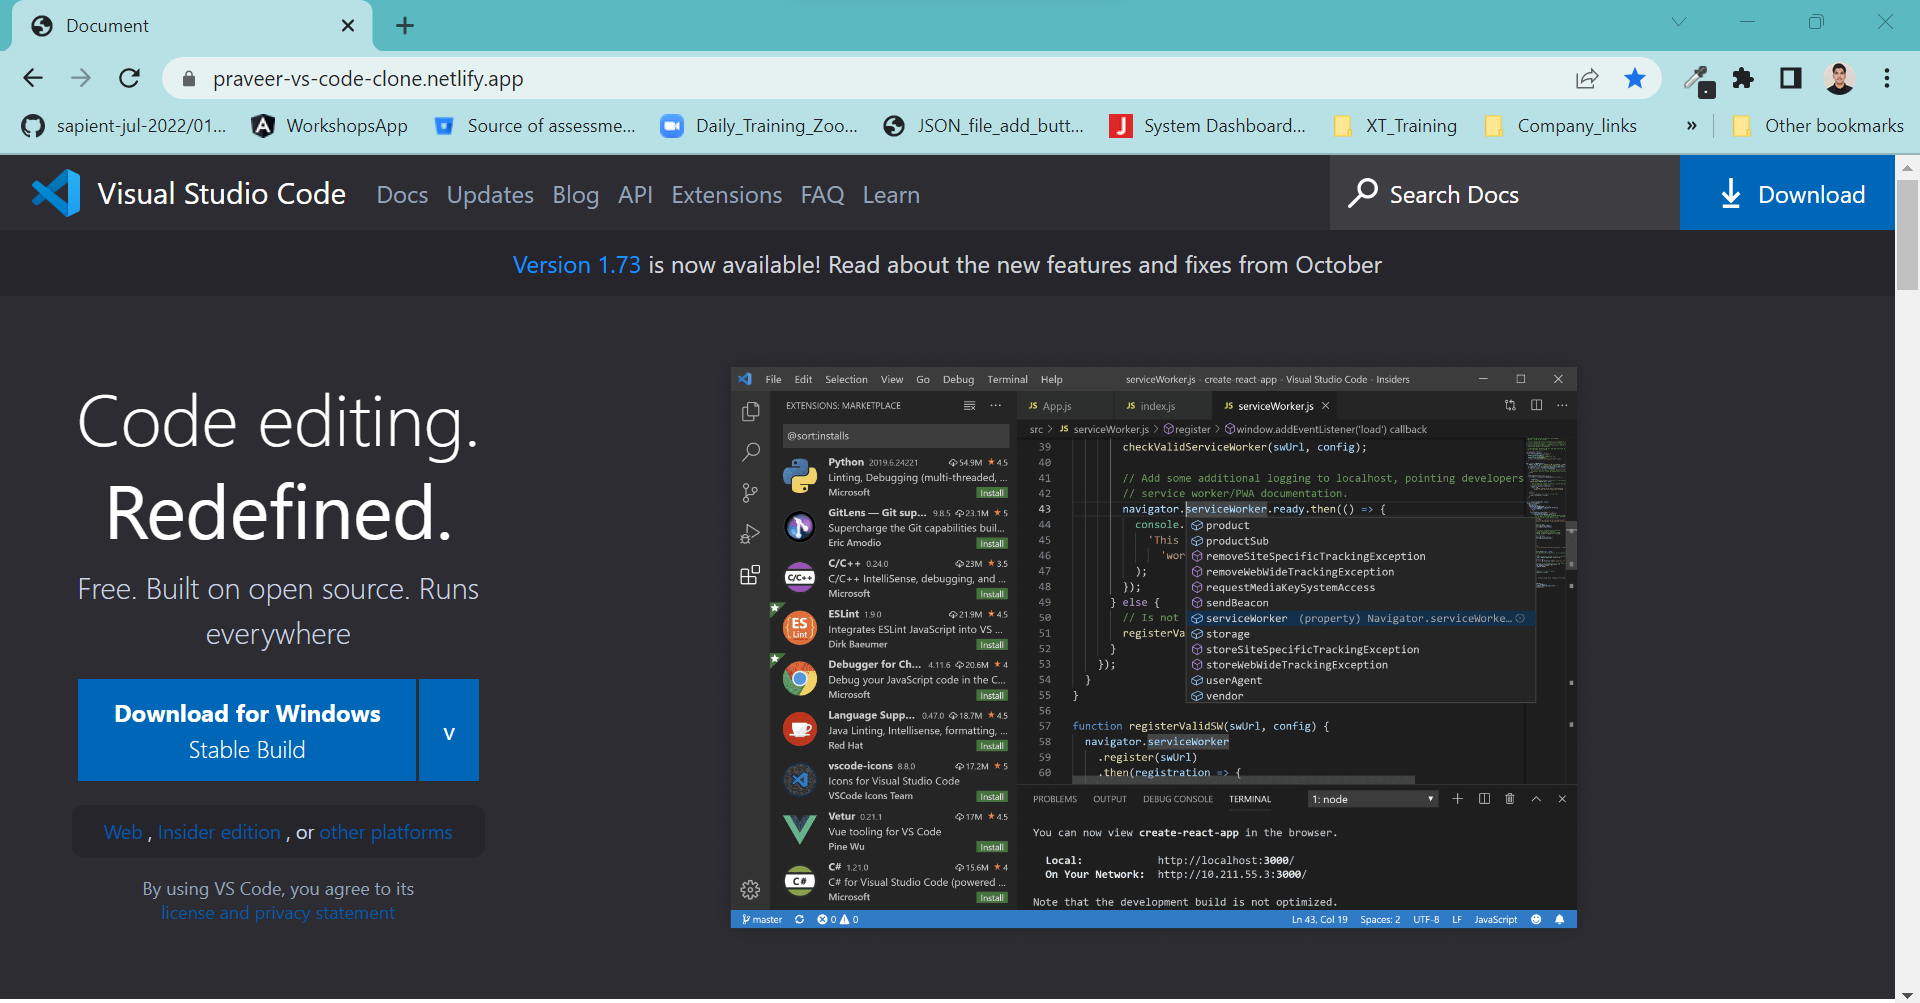 Document
praveer-vs-code-clone.netlify.app
sapient-jul-2022/01... WorkshopsApp Source of assessme... Daily_Training_Zoo... JSON_file_add_butt... System Dashboard... XT_Training Company_links » Other bookmarks
Visual Studio Code Docs Updates Blog API Extensions FAQ Learn Search Docs Download
Version 1.73 is now available! Read about the new features and fixes from October
Code editing.
Redefined.
Free. Built on open source. Runs
everywhere
Download for Windows
Stable Build
v
Web , Insider edition , or other platforms
By using VS Code, you agree to its
license and privacy statement
File Edit Selection View Go Debug Terminal Help serviceWorker.js - create-react-app - Visual Studio Code - Insiders
EXTENSIONS: MARKETPLACE
@sort:installs
Python 2019.6.24221 54.9M ★ 4.5
Linting, Debugging (multi-threaded, ...
Microsoft Install
GitLens — Git sup... 9.8.5 23.1M ★ 5
Supercharge the Git capabilities buil...
Eric Amodio Install
C/C++
C/C++ 0.24.0 23M ★ 3.5
C/C++ IntelliSense, debugging, and ...
Microsoft Install
ES Lint
ESLint 1.9.0 21.9M ★ 4.5
Integrates ESLint JavaScript into VS ...
Dirk Baeumer Install
Debugger for Ch... 4.11.6 20.6M ★ 4
Debug your JavaScript code in the C...
Microsoft Install
Language Supp... 0.47.0 18.7M ★ 4.5
Java Linting, Intellisense, formatting, ...
Red Hat Install
vscode-icons 8.8.0 17.2M ★ 5
Icons for Visual Studio Code
VSCode Icons Team Install
Vetur 0.21.1 17M ★ 4.5
Vue tooling for VS Code
Pine Wu Install
C#
C# 1.21.0 15.6M ★ 4
C# for Visual Studio Code (powered ...
Microsoft Install
JS App.js JS index.js JS serviceWorker.js
src > JS serviceWorker.js > register > window.addEventListener('load') callback
39 checkValidServiceWorker(swUrl, config);
40
41 // Add some additional logging to localhost, pointing developers
42 // service worker/PWA documentation.
43 navigator.serviceWorker.ready.then(() => {
44 console.
45 'This
46 'wor
47 );
48 });
49 } else {
50 // Is not
51 registerVa
52 }
53 });
54 }
55 }
56
57 function registerValidSW(swUrl, config) {
58 navigator.serviceWorker
59 .register(swUrl)
60 .then(registration => {
product
productSub
removeSiteSpecificTrackingException
removeWebWideTrackingException
requestMediaKeySystemAccess
sendBeacon
serviceWorker (property) Navigator.serviceWorke...
storage
storeSiteSpecificTrackingException
storeWebWideTrackingException
userAgent
vendor
PROBLEMS OUTPUT DEBUG CONSOLE TERMINAL 1: node
You can now view create-react-app in the browser.
Local: http://localhost:3000/
On Your Network: http://10.211.55.3:3000/
Note that the development build is not optimized.
master 0 0 Ln 43, Col 19 Spaces: 2 UTF-8 LF JavaScript